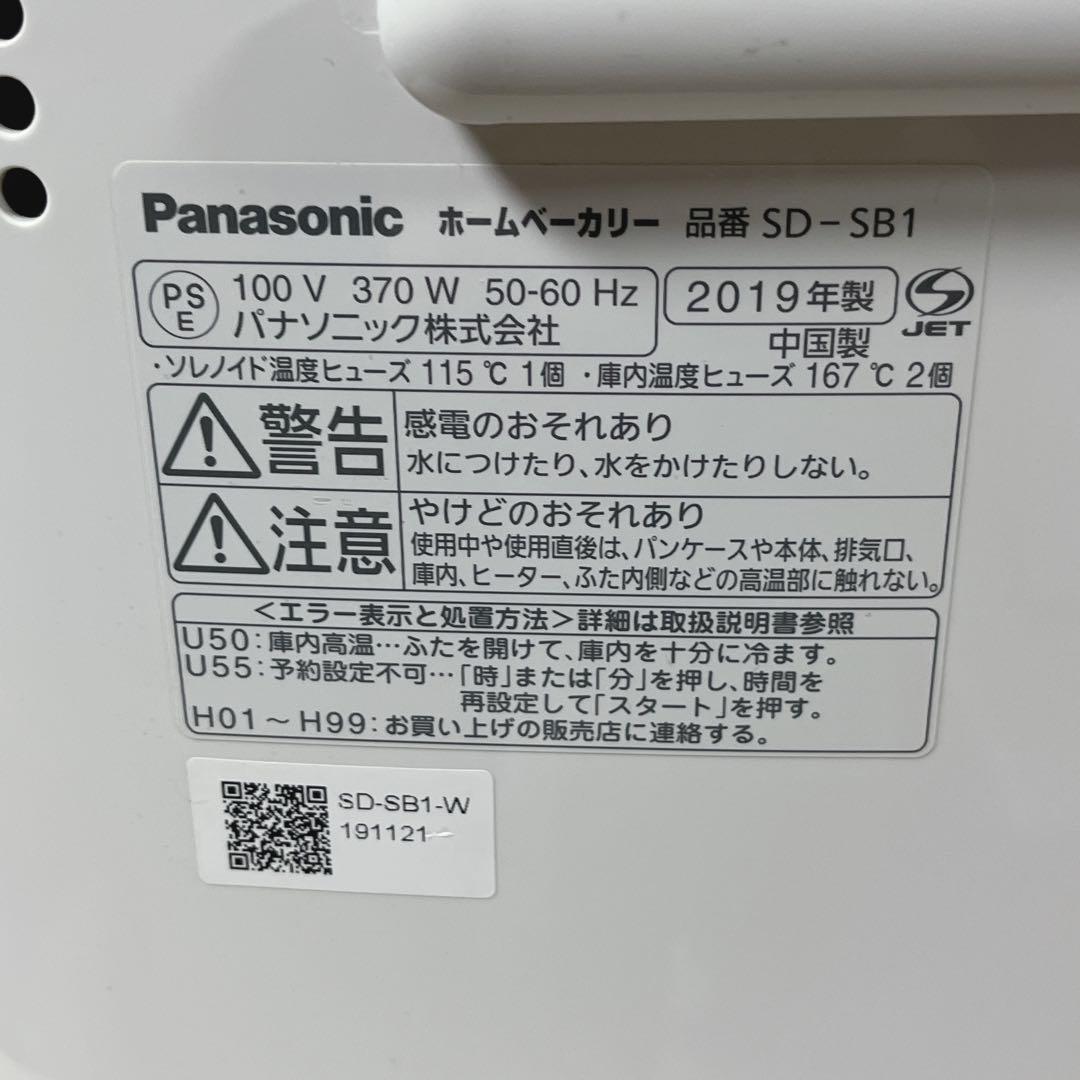 Panasonic ホームベーカリー 品番 SD-SB1
PSE 100 V 370 W 50-60 Hz
パナソニック株式会社
2019年製
中国製
JET
・ソレノイド温度ヒューズ 115 ℃ 1個 ・庫内温度ヒューズ 167 ℃ 2個
警告
感電のおそれあり
水につけたり、水をかけたりしない。
注意
やけどのおそれあり
使用中や使用直後は、パンケースや本体、排気口、
庫内、ヒーター、ふた内側などの高温部に触れない。
<エラー表示と処置方法>詳細は取扱説明書参照
U50:庫内高温…ふたを開けて、庫内を十分に冷ます。
U55:予約設定不可…「時」または「分」を押し、時間を
再設定して「スタート」を押す。
H01〜H99:お買い上げの販売店に連絡する。
SD-SB1-W
191121